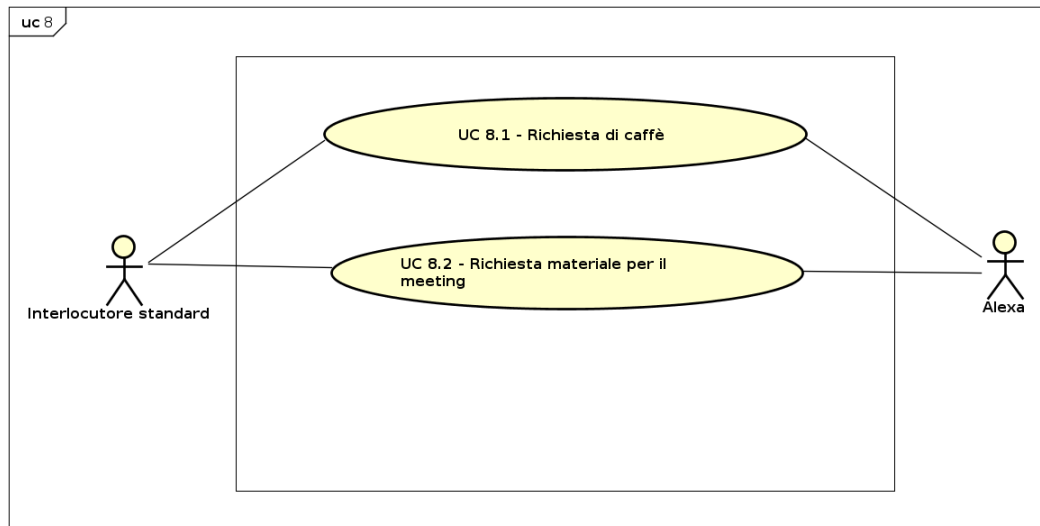 uc 8
UC 8.1 - Richiesta di caffè
UC 8.2 - Richiesta materiale per il
meeting
Interlocutore standard
Alexa